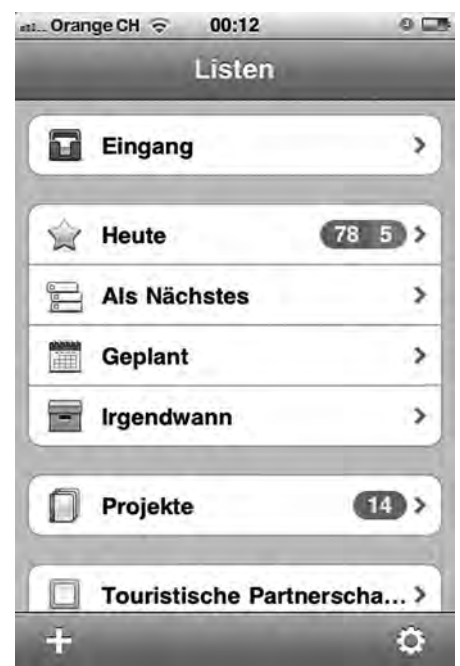 Orange CH 00:12
Listen
Eingang
Heute 78 5
Als Nächstes
Geplant
Irgendwann
Projekte 14
Touristische Partnerscha...